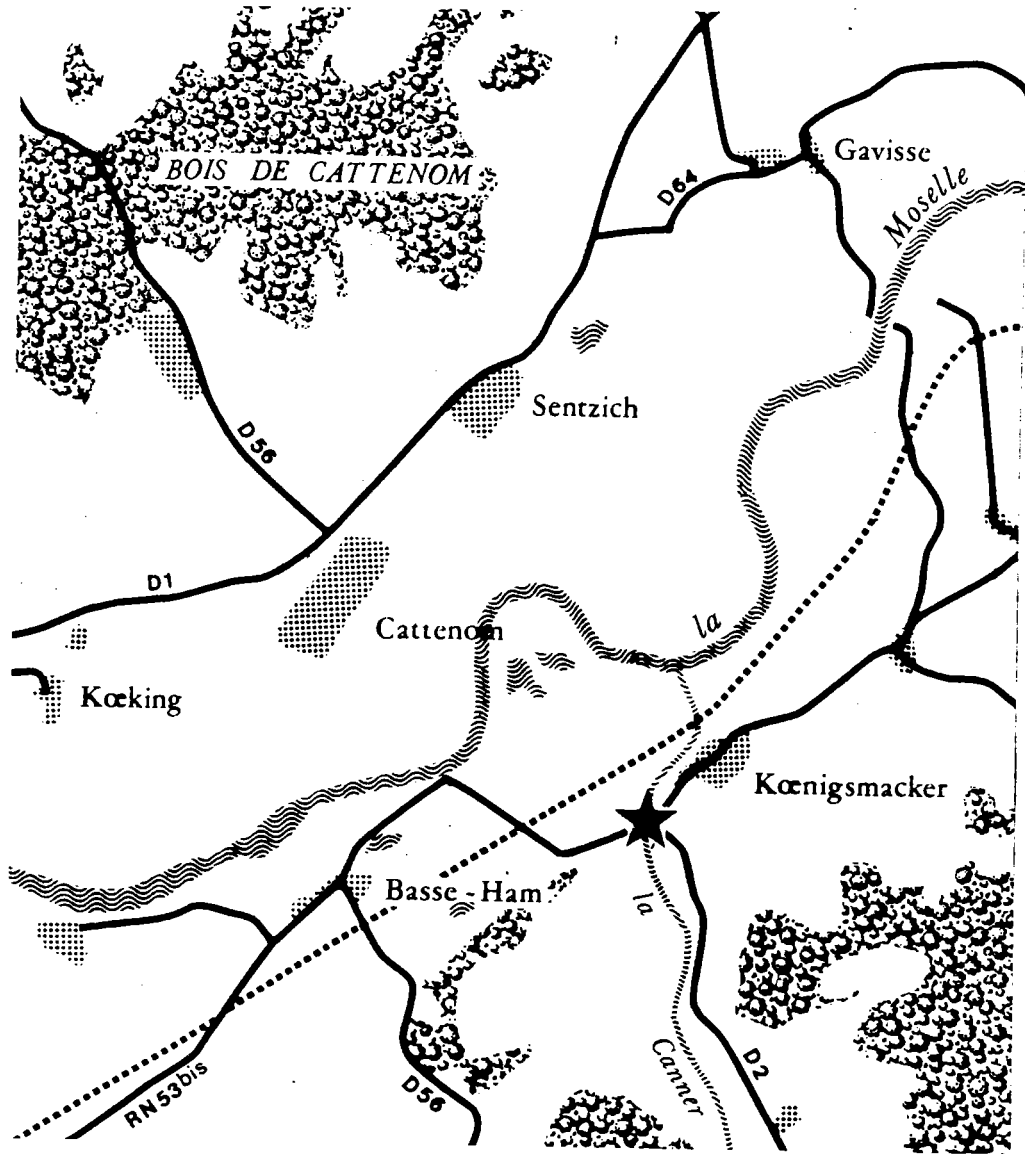 BOIS DE CATTENOM
Gavisse
D64
Moselle
Sentzich
D56
D1
la
Cattenom
Kœking
Kœnigsmacker
Basse-Ham
la
Canner
D2
D56
RN53bis